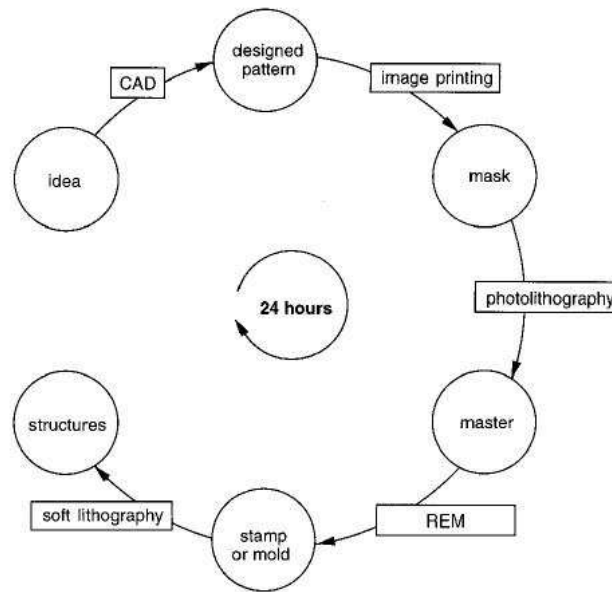 designed
pattern
CAD
image printing
idea
mask
24 hours
photolithography
structures
master
soft lithography
REM
stamp
or mold